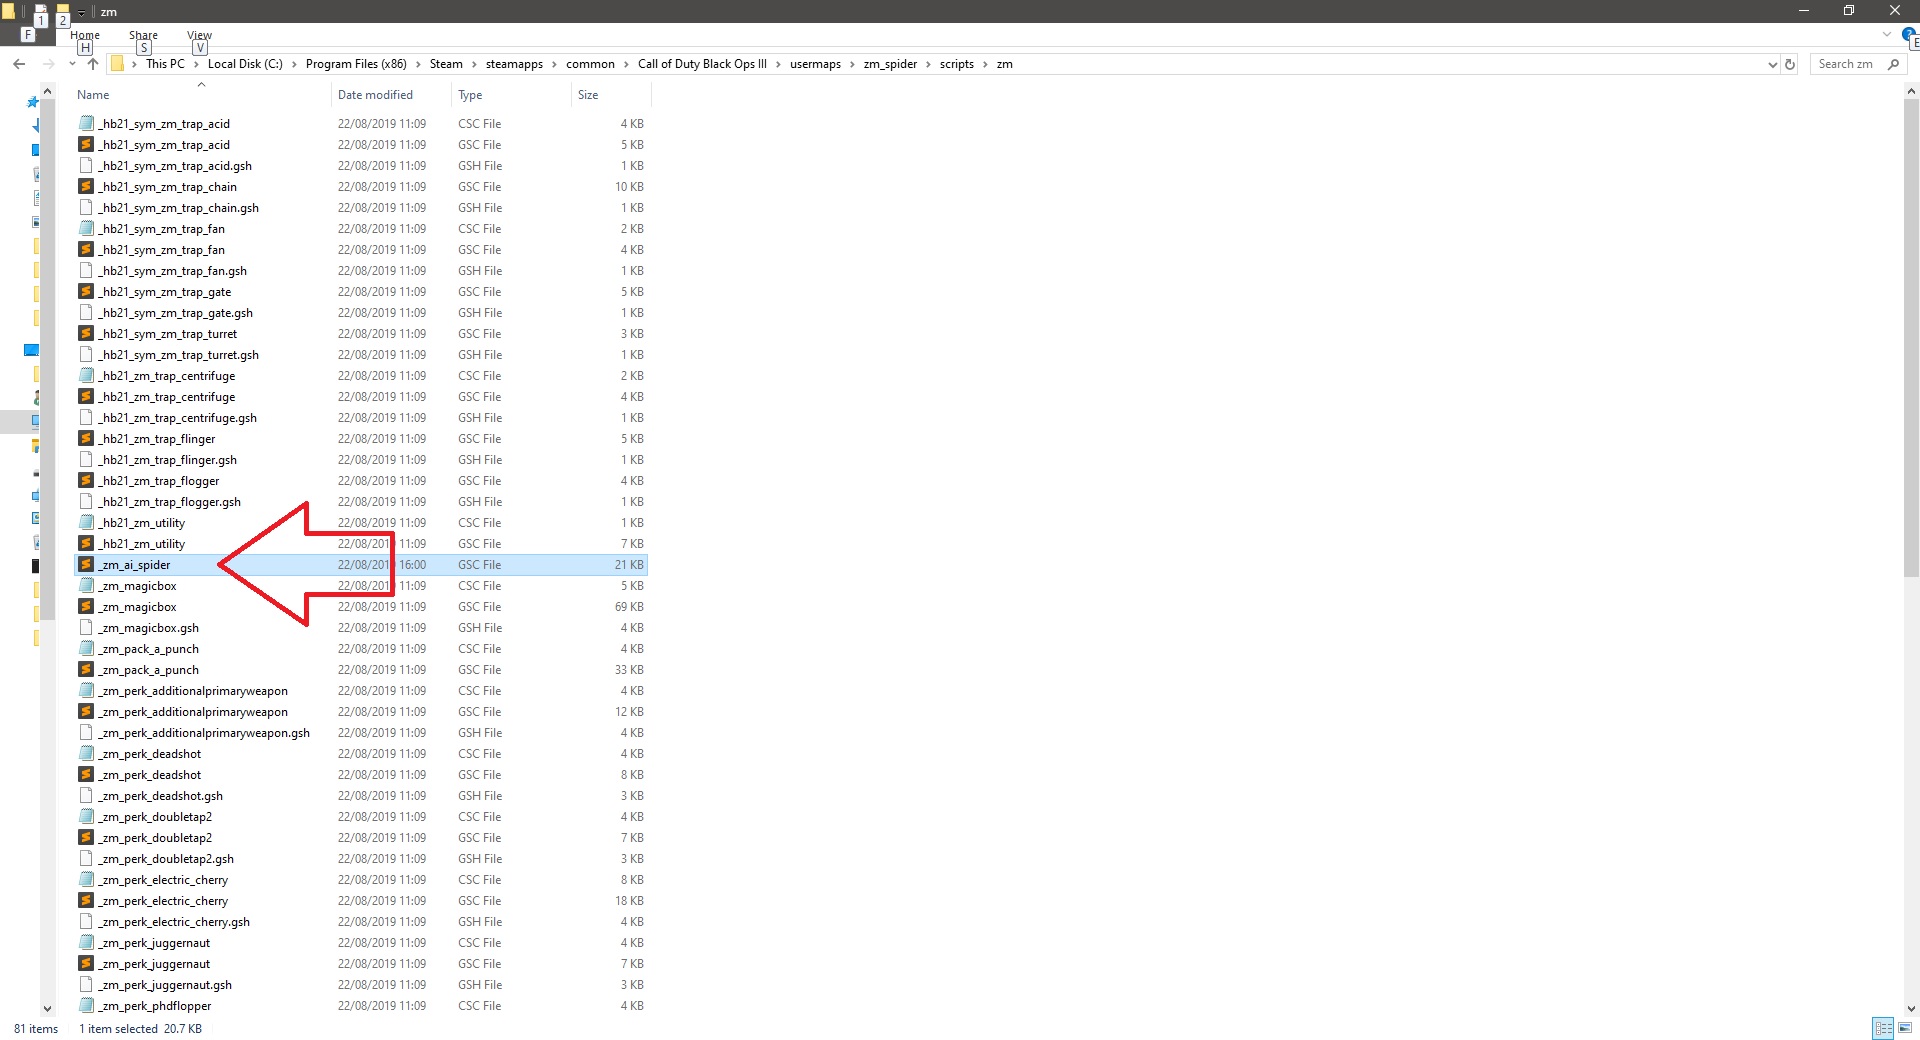 1 2 zm
F Home Share View
H S V E
This PC Local Disk (C:) Program Files (x86) Steam steamapps common Call of Duty Black Ops III usermaps zm_spider scripts zm Search zm
Name Date modified Type Size
_hb21_sym_zm_trap_acid 22/08/2019 11:09 CSC File 4 KB
_hb21_sym_zm_trap_acid 22/08/2019 11:09 GSC File 5 KB
_hb21_sym_zm_trap_acid.gsh 22/08/2019 11:09 GSH File 1 KB
_hb21_sym_zm_trap_chain 22/08/2019 11:09 GSC File 10 KB
_hb21_sym_zm_trap_chain.gsh 22/08/2019 11:09 GSH File 1 KB
_hb21_sym_zm_trap_fan 22/08/2019 11:09 CSC File 2 KB
_hb21_sym_zm_trap_fan 22/08/2019 11:09 GSC File 4 KB
_hb21_sym_zm_trap_fan.gsh 22/08/2019 11:09 GSH File 1 KB
_hb21_sym_zm_trap_gate 22/08/2019 11:09 GSC File 5 KB
_hb21_sym_zm_trap_gate.gsh 22/08/2019 11:09 GSH File 1 KB
_hb21_sym_zm_trap_turret 22/08/2019 11:09 GSC File 3 KB
_hb21_sym_zm_trap_turret.gsh 22/08/2019 11:09 GSH File 1 KB
_hb21_zm_trap_centrifuge 22/08/2019 11:09 CSC File 2 KB
_hb21_zm_trap_centrifuge 22/08/2019 11:09 GSC File 4 KB
_hb21_zm_trap_centrifuge.gsh 22/08/2019 11:09 GSH File 1 KB
_hb21_zm_trap_flinger 22/08/2019 11:09 GSC File 5 KB
_hb21_zm_trap_flinger.gsh 22/08/2019 11:09 GSH File 1 KB
_hb21_zm_trap_flogger 22/08/2019 11:09 GSC File 4 KB
_hb21_zm_trap_flogger.gsh 22/08/2019 11:09 GSH File 1 KB
_hb21_zm_utility 22/08/2019 11:09 CSC File 1 KB
_hb21_zm_utility 22/08/2019 11:09 GSC File 7 KB
_zm_ai_spider 22/08/2019 16:00 GSC File 21 KB
_zm_magicbox 22/08/2019 11:09 CSC File 5 KB
_zm_magicbox 22/08/2019 11:09 GSC File 69 KB
_zm_magicbox.gsh 22/08/2019 11:09 GSH File 4 KB
_zm_pack_a_punch 22/08/2019 11:09 CSC File 4 KB
_zm_pack_a_punch 22/08/2019 11:09 GSC File 33 KB
_zm_perk_additionalprimaryweapon 22/08/2019 11:09 CSC File 4 KB
_zm_perk_additionalprimaryweapon 22/08/2019 11:09 GSC File 12 KB
_zm_perk_additionalprimaryweapon.gsh 22/08/2019 11:09 GSH File 4 KB
_zm_perk_deadshot 22/08/2019 11:09 CSC File 4 KB
_zm_perk_deadshot 22/08/2019 11:09 GSC File 8 KB
_zm_perk_deadshot.gsh 22/08/2019 11:09 GSH File 3 KB
_zm_perk_doubletap2 22/08/2019 11:09 CSC File 4 KB
_zm_perk_doubletap2 22/08/2019 11:09 GSC File 7 KB
_zm_perk_doubletap2.gsh 22/08/2019 11:09 GSH File 3 KB
_zm_perk_electric_cherry 22/08/2019 11:09 CSC File 8 KB
_zm_perk_electric_cherry 22/08/2019 11:09 GSC File 18 KB
_zm_perk_electric_cherry.gsh 22/08/2019 11:09 GSH File 4 KB
_zm_perk_juggernaut 22/08/2019 11:09 CSC File 4 KB
_zm_perk_juggernaut 22/08/2019 11:09 GSC File 7 KB
_zm_perk_juggernaut.gsh 22/08/2019 11:09 GSH File 3 KB
_zm_perk_phdflopper 22/08/2019 11:09 CSC File 4 KB
81 items 1 item selected 20.7 KB